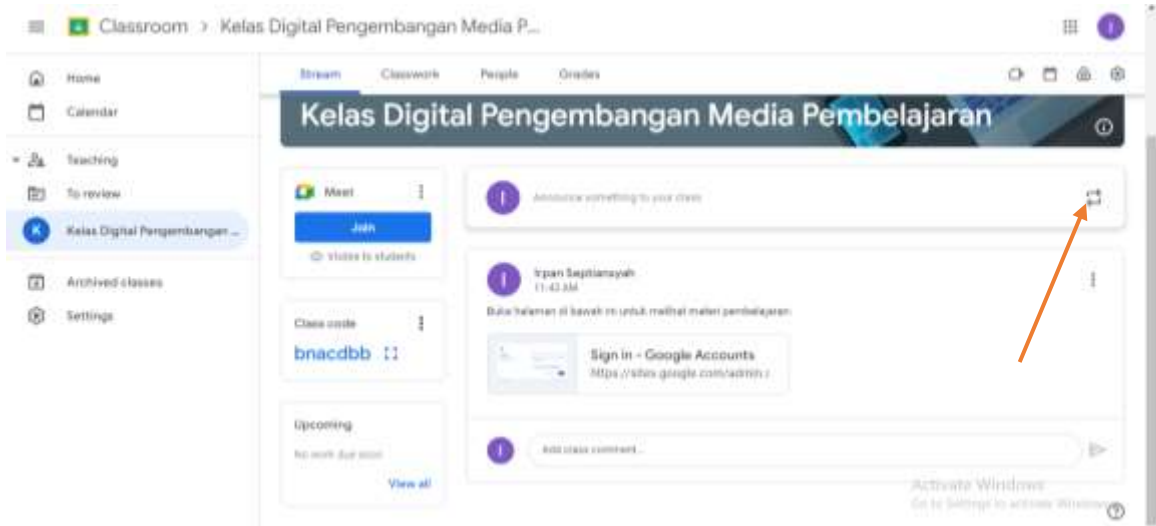 Classroom > Kelas Digital Pengembangan Media P...
I
Home
Calendar
Teaching
To review
K
Kelas Digital Pengembangan ...
Archived classes
Settings
Stream Classwork People Grades
Kelas Digital Pengembangan Media Pembelajaran
Meet
Join
Visible to students
Class code
bnacdbb
Upcoming
No work due soon
View all
I
Announce something to your class
I
Irpan Septiansyah
11:43 AM
Buka halaman di bawah ini untuk melihat materi pembelajaran
Sign in - Google Accounts
https://sites.google.com/admin.r
I
Add class comment...
Activate Windows
Go to Settings to activate Windows